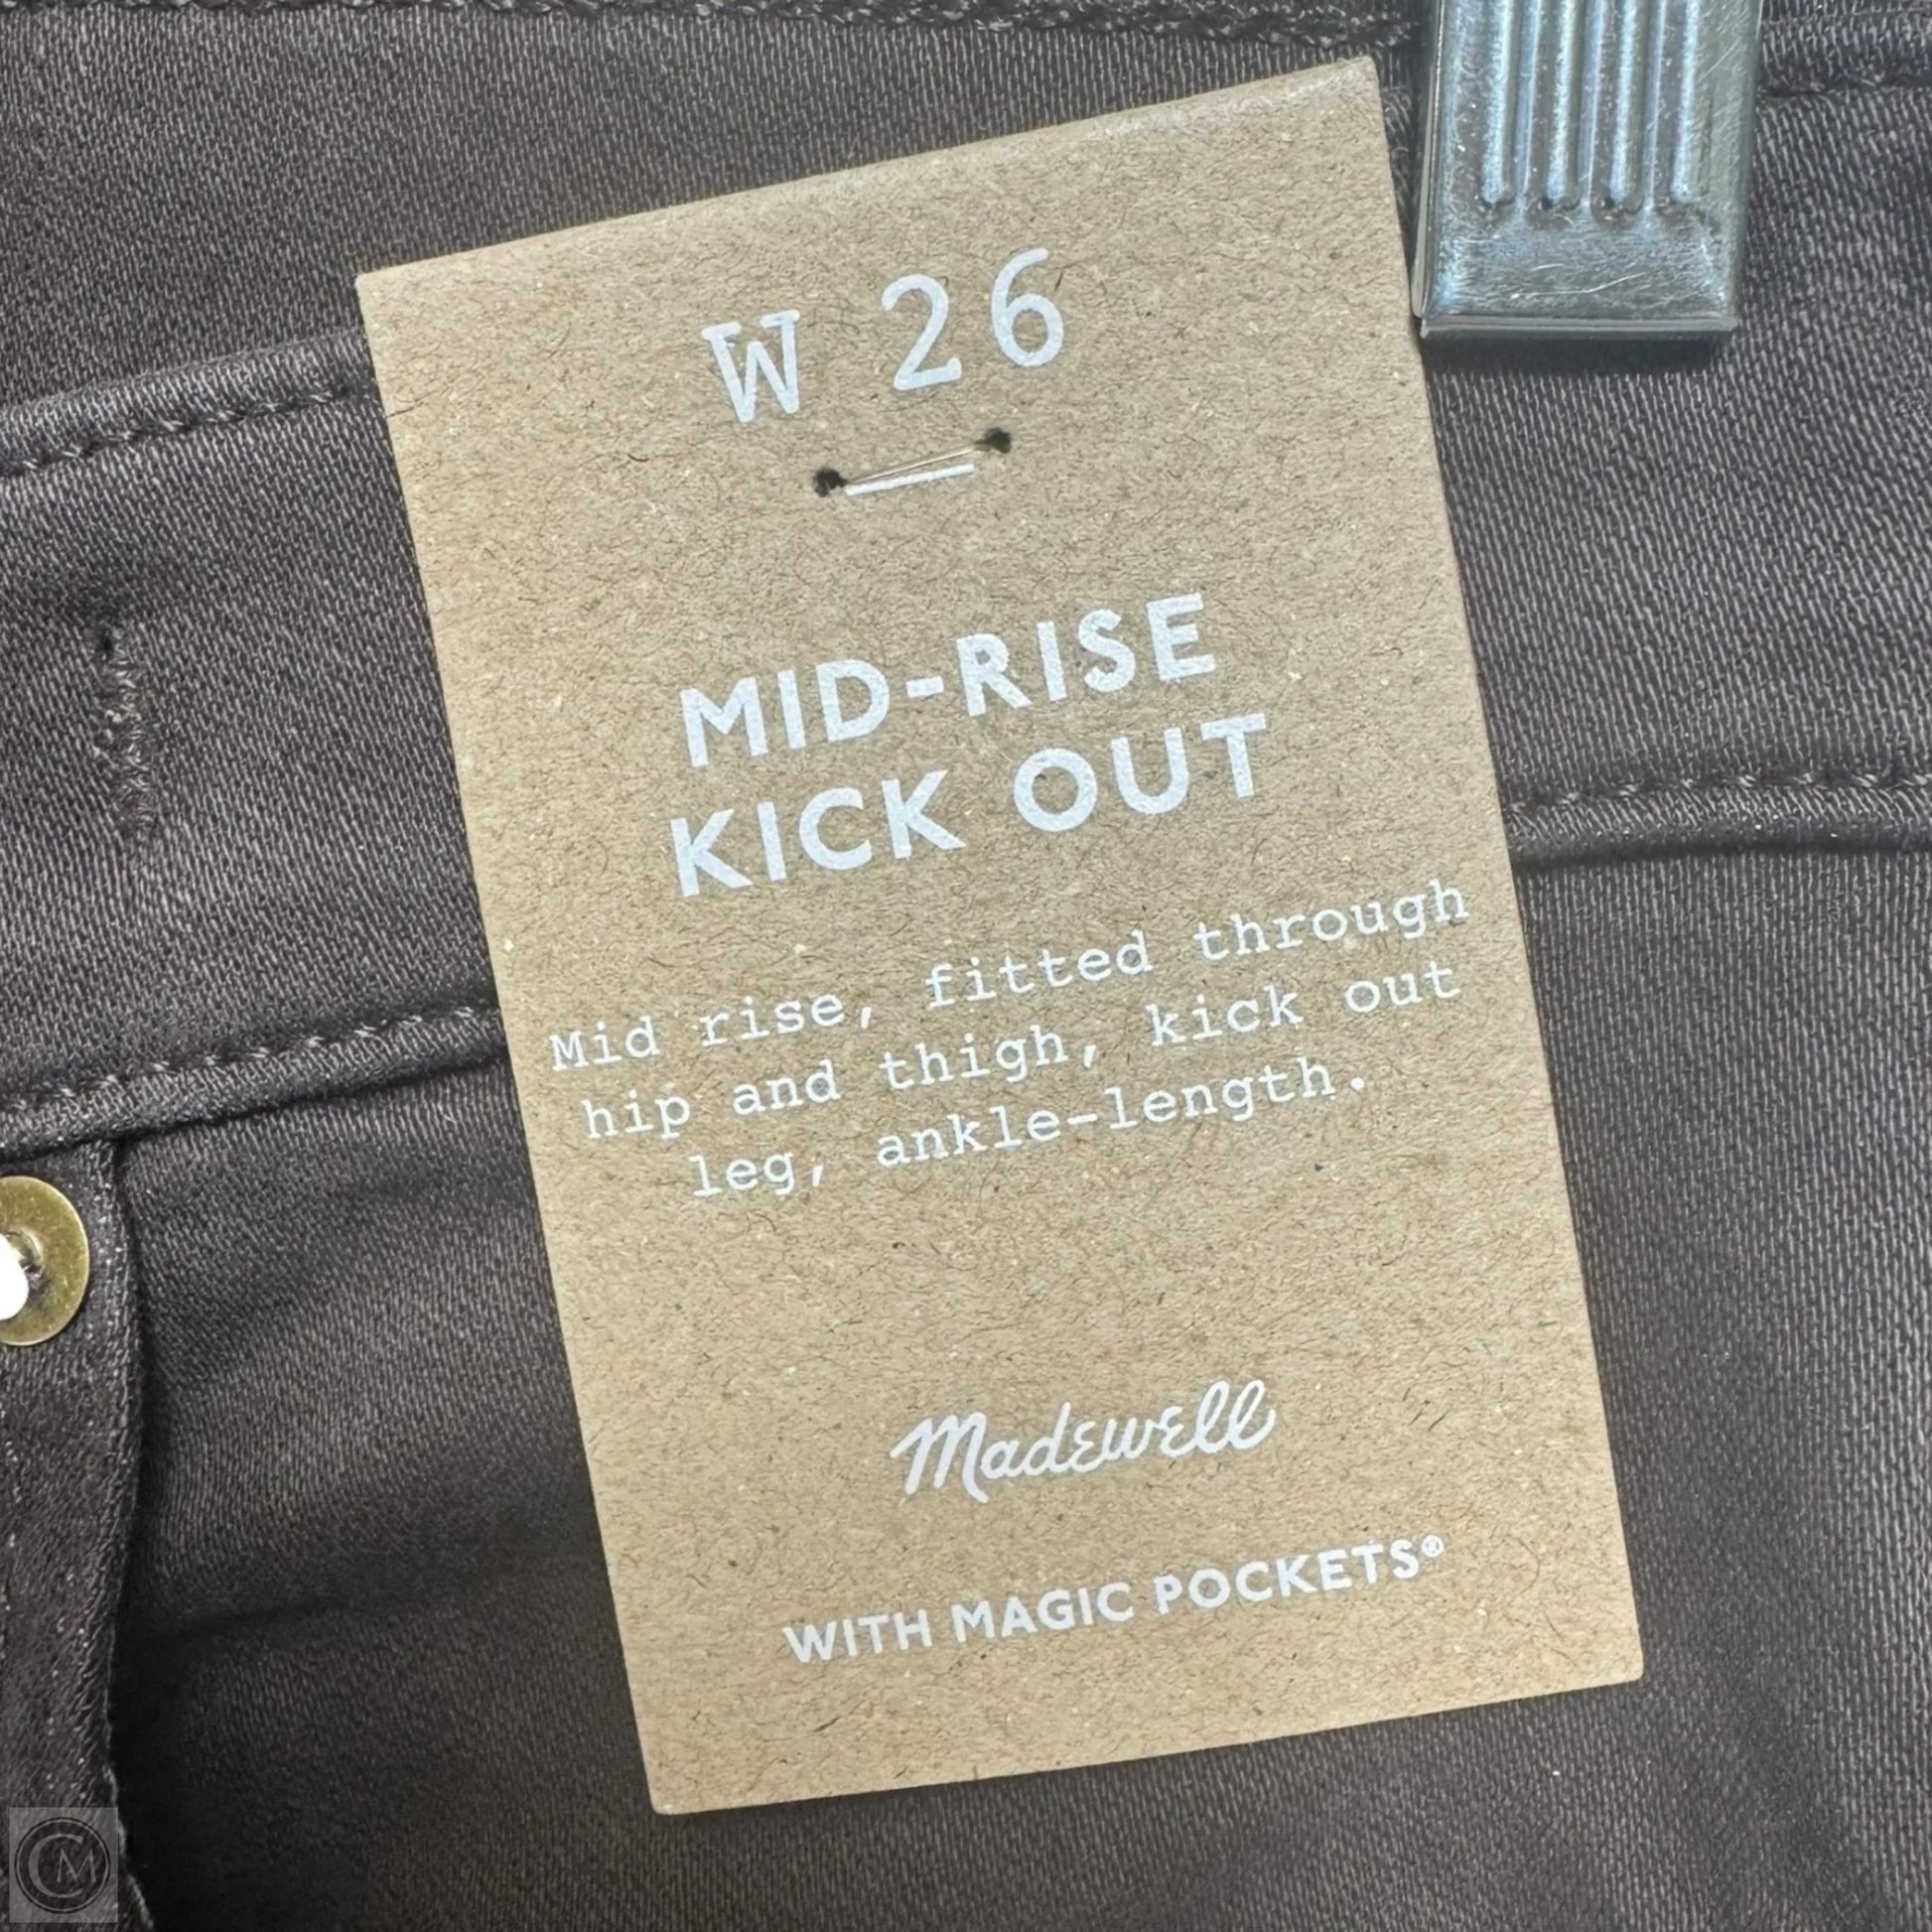 W 26
MID-RISE
KICK OUT
Mid rise, fitted through
hip and thigh, kick out
leg, ankle-length.
Madewell
WITH MAGIC POCKETS®
CM